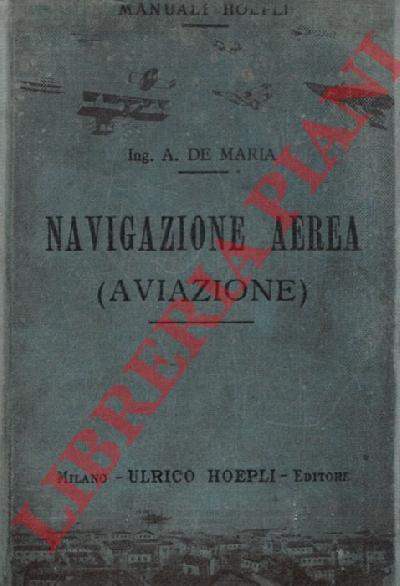 MANUALI HOEPLI
Ing. A. DE MARIA
NAVIGAZIONE AEREA
(AVIAZIONE)
MILANO - ULRICO HOEPLI - EDITORE
LIBRERIA PIANI